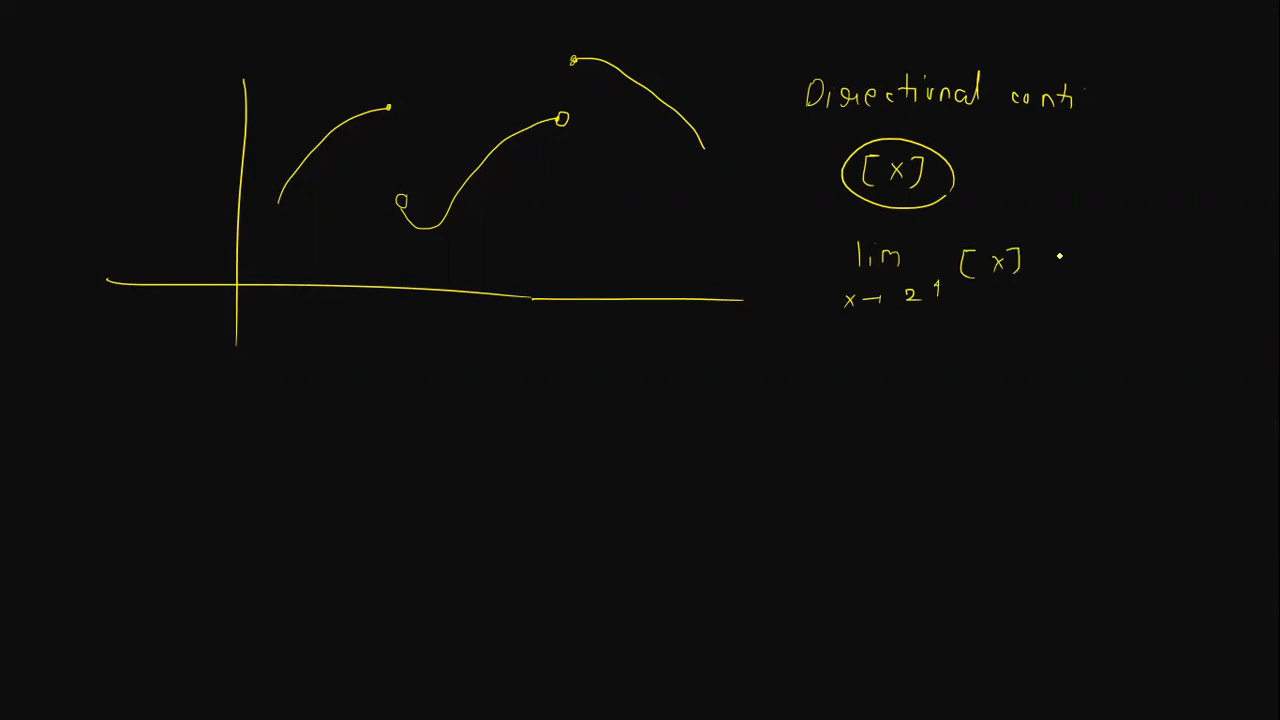 Directional conti
[x]
lim [x]
x → 2⁺